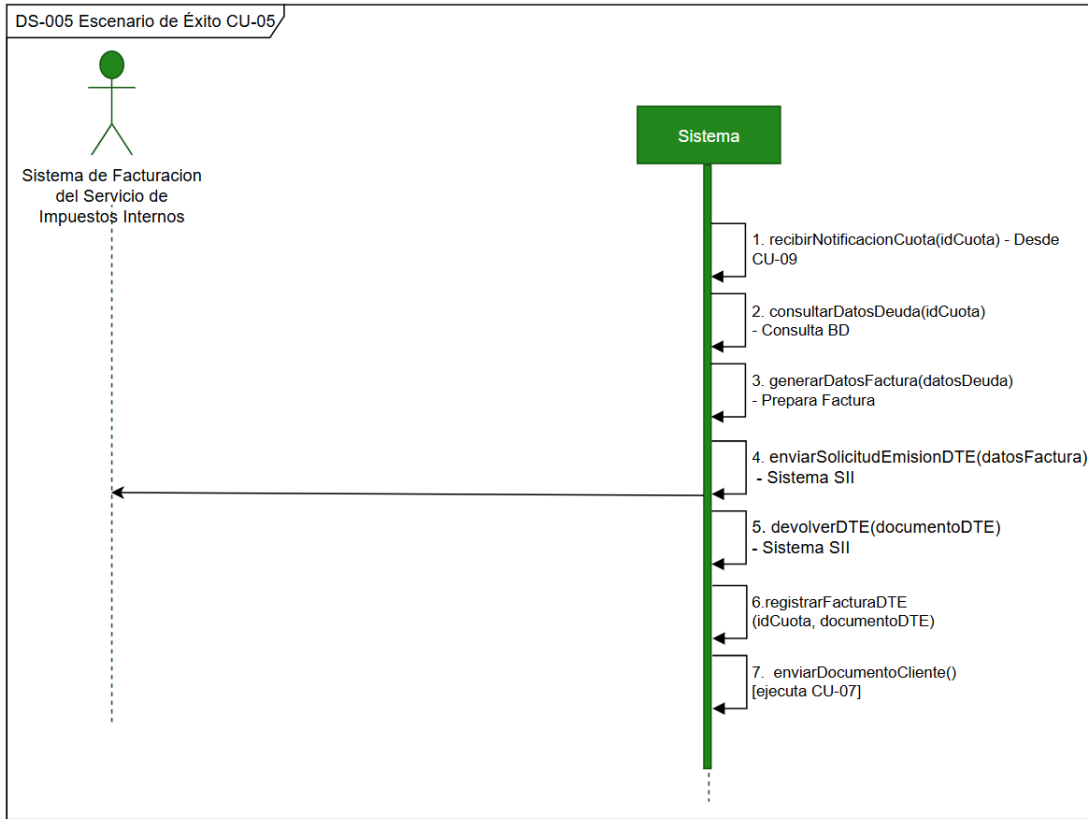 DS-005 Escenario de Éxito CU-05
Sistema de Facturacion
del Servicio de
Impuestos Internos
Sistema
1. recibirNotificacionCuota(idCuota) - Desde
CU-09
2. consultarDatosDeuda(idCuota)
- Consulta BD
3. generarDatosFactura(datosDeuda)
- Prepara Factura
4. enviarSolicitudEmisionDTE(datosFactura)
- Sistema SII
5. devolverDTE(documentoDTE)
- Sistema SII
6.registrarFacturaDTE
(idCuota, documentoDTE)
7. enviarDocumentoCliente()
[ejecuta CU-07]